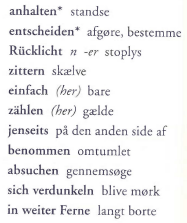 anhalten* standse
entscheiden* afgøre, bestemme
Rücklicht n -er stoplys
zittern skælve
einfach (her) bare
zählen (her) gælde
jenseits på den anden side af
benommen omtumlet
absuchen gennemsøge
sich verdunkeln blive mørk
in weiter Ferne langt borte